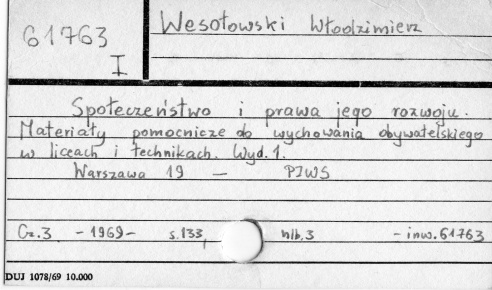 61763
I
Wesołowski Włodzimierz
Społeczeństwo i prawa jego rozwoju.
Materiały pomocnicze do wychowania obywatelskiego
w liceach i technikach. Wyd. 1.
Warszawa 19 — PZWS
Cz.3 - 1969 - s.133, nlb.3 - inw. 61763
DUJ 1078/69 10.000